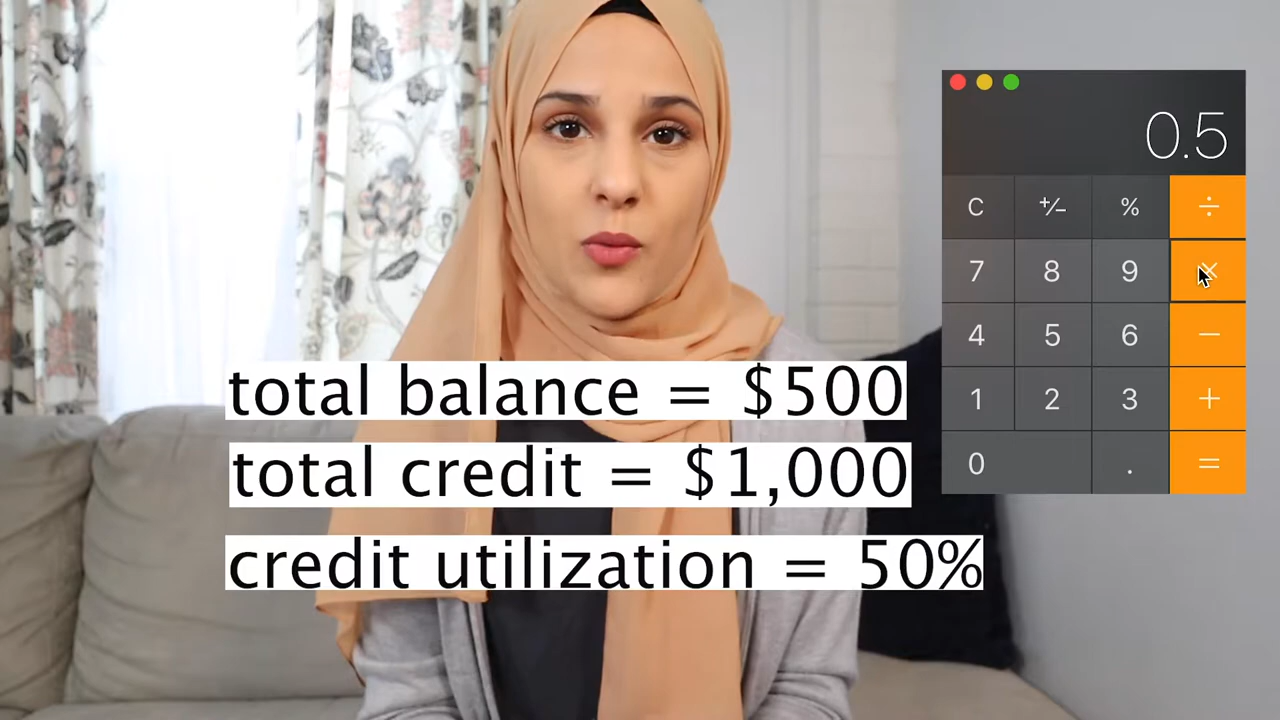 total balance = $500
total credit = $1,000
credit utilization = 50%
0.5
C +/- % ÷
7 8 9 ×
4 5 6 −
1 2 3 +
0 . =